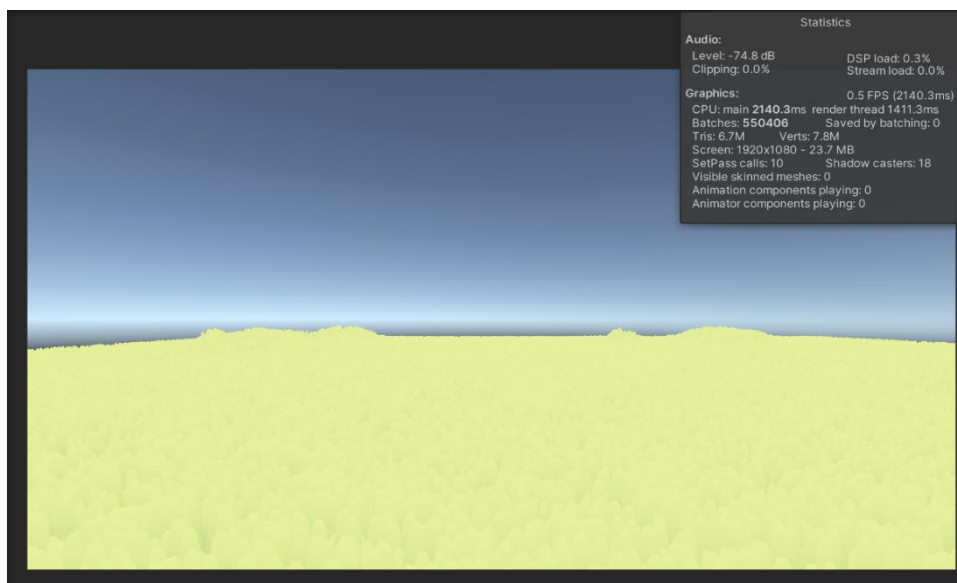 Statistics
Audio:
Level: -74.8 dB DSP load: 0.3%
Clipping: 0.0% Stream load: 0.0%
Graphics: 0.5 FPS (2140.3ms)
CPU: main 2140.3ms render thread 1411.3ms
Batches: 550406 Saved by batching: 0
Tris: 6.7M Verts: 7.8M
Screen: 1920x1080 - 23.7 MB
SetPass calls: 10 Shadow casters: 18
Visible skinned meshes: 0
Animation components playing: 0
Animator components playing: 0